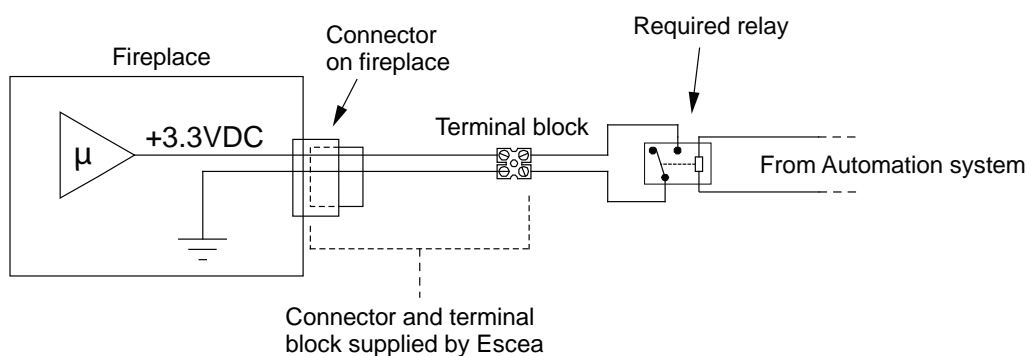 Required relay
Connector
on fireplace
Fireplace
+3.3VDC
Terminal block
μ
From Automation system
Connector and terminal
block supplied by Escea